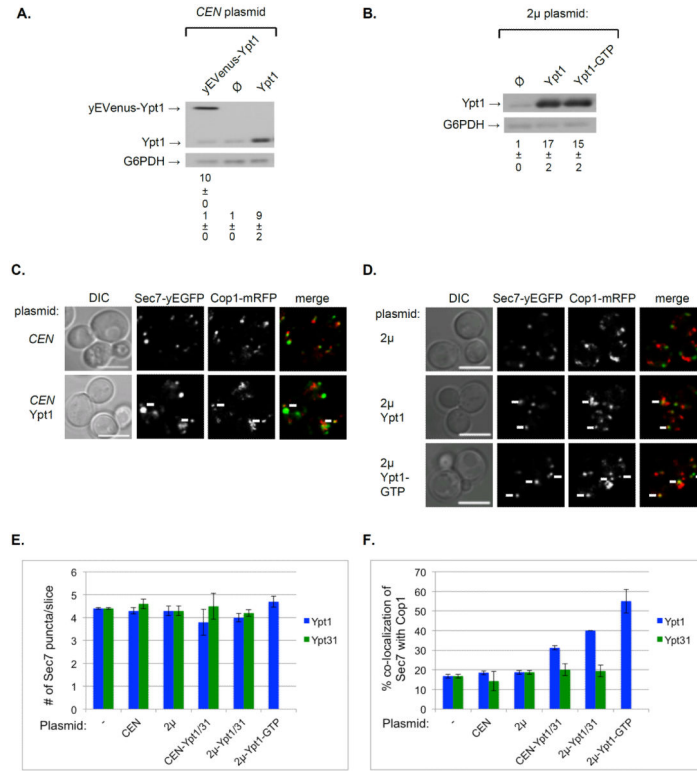 A.
CEN plasmid
yEVenus-Ypt1 Ø Ypt1
yEVenus-Ypt1 →
Ypt1 →
G6PDH →
10 ± 0
1 ± 0 1 ± 0 9 ± 2
B.
2µ plasmid:
Ø Ypt1 Ypt1-GTP
Ypt1 →
G6PDH →
1 ± 0 17 ± 2 15 ± 2
C.
plasmid: DIC Sec7-yEGFP Cop1-mRFP merge
CEN
CEN
Ypt1
D.
plasmid: DIC Sec7-yEGFP Cop1-mRFP merge
2µ
2µ
Ypt1
2µ
Ypt1-
GTP
E.
# of Sec7 puncta/slice
6
5
4
3
2
1
0
Ypt1
Ypt31
Plasmid: - CEN 2µ CEN-Ypt1/31 2µ-Ypt1/31 2µ-Ypt1-GTP
F.
% co-localization of
Sec7 with Cop1
70
60
50
40
30
20
10
0
Ypt1
Ypt31
Plasmid: - CEN 2µ CEN-Ypt1/31 2µ-Ypt1/31 2µ-Ypt1-GTP